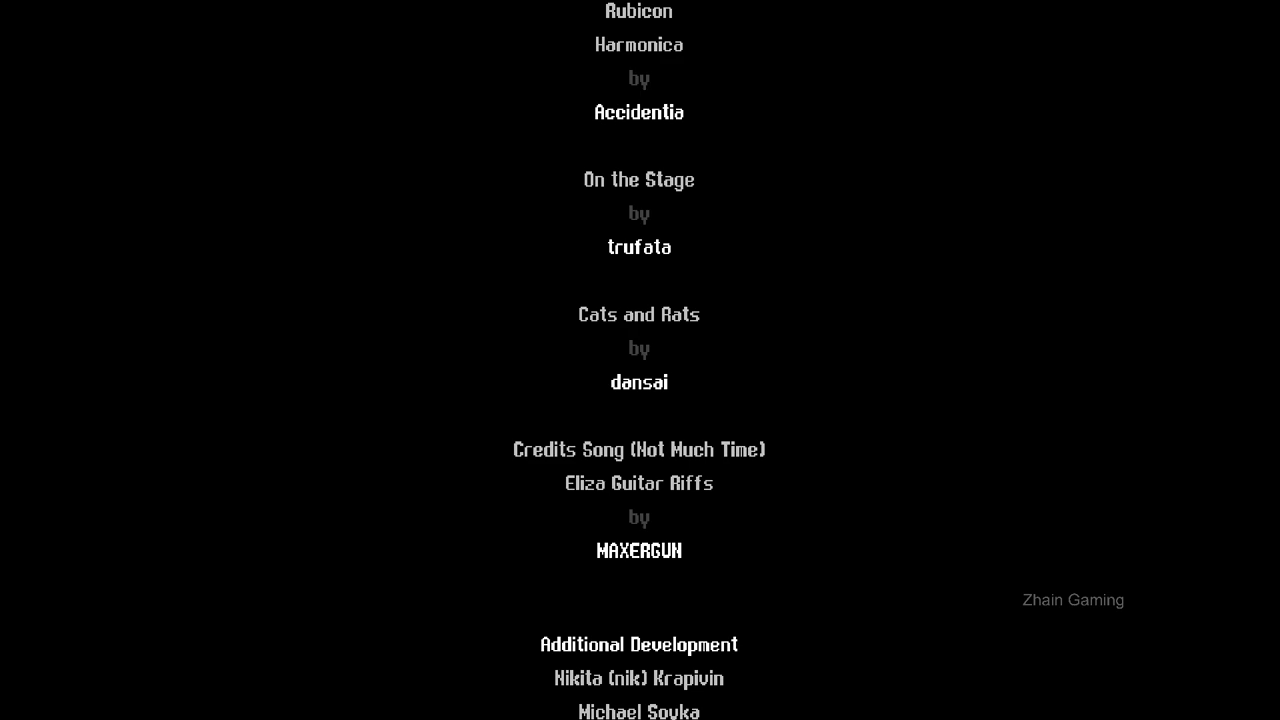 Rubicon
Harmonica
by
Accidentia
On the Stage
by
trufata
Cats and Rats
by
dansai
Credits Song (Not Much Time)
Eliza Guitar Riffs
by
MAXERGUN
Zhain Gaming
Additional Development
Nikita (nik) Krapivin
Michael Sovka